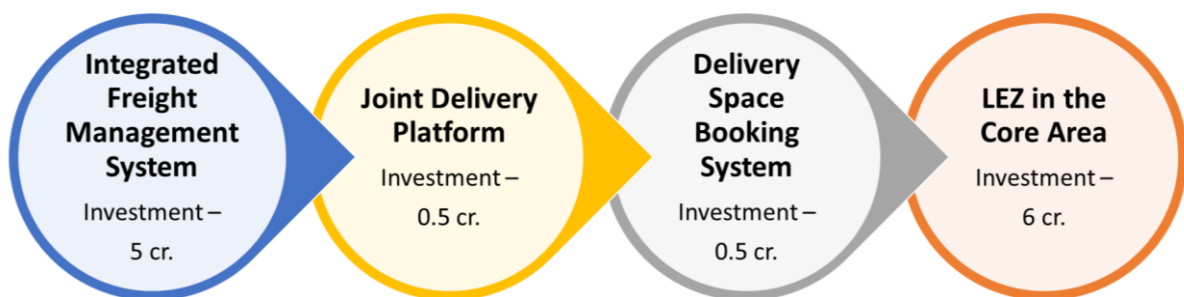 Integrated
Freight
Management
System
Investment –
5 cr.
Joint Delivery
Platform
Investment –
0.5 cr.
Delivery
Space
Booking
System
Investment –
0.5 cr.
LEZ in the
Core Area
Investment –
6 cr.